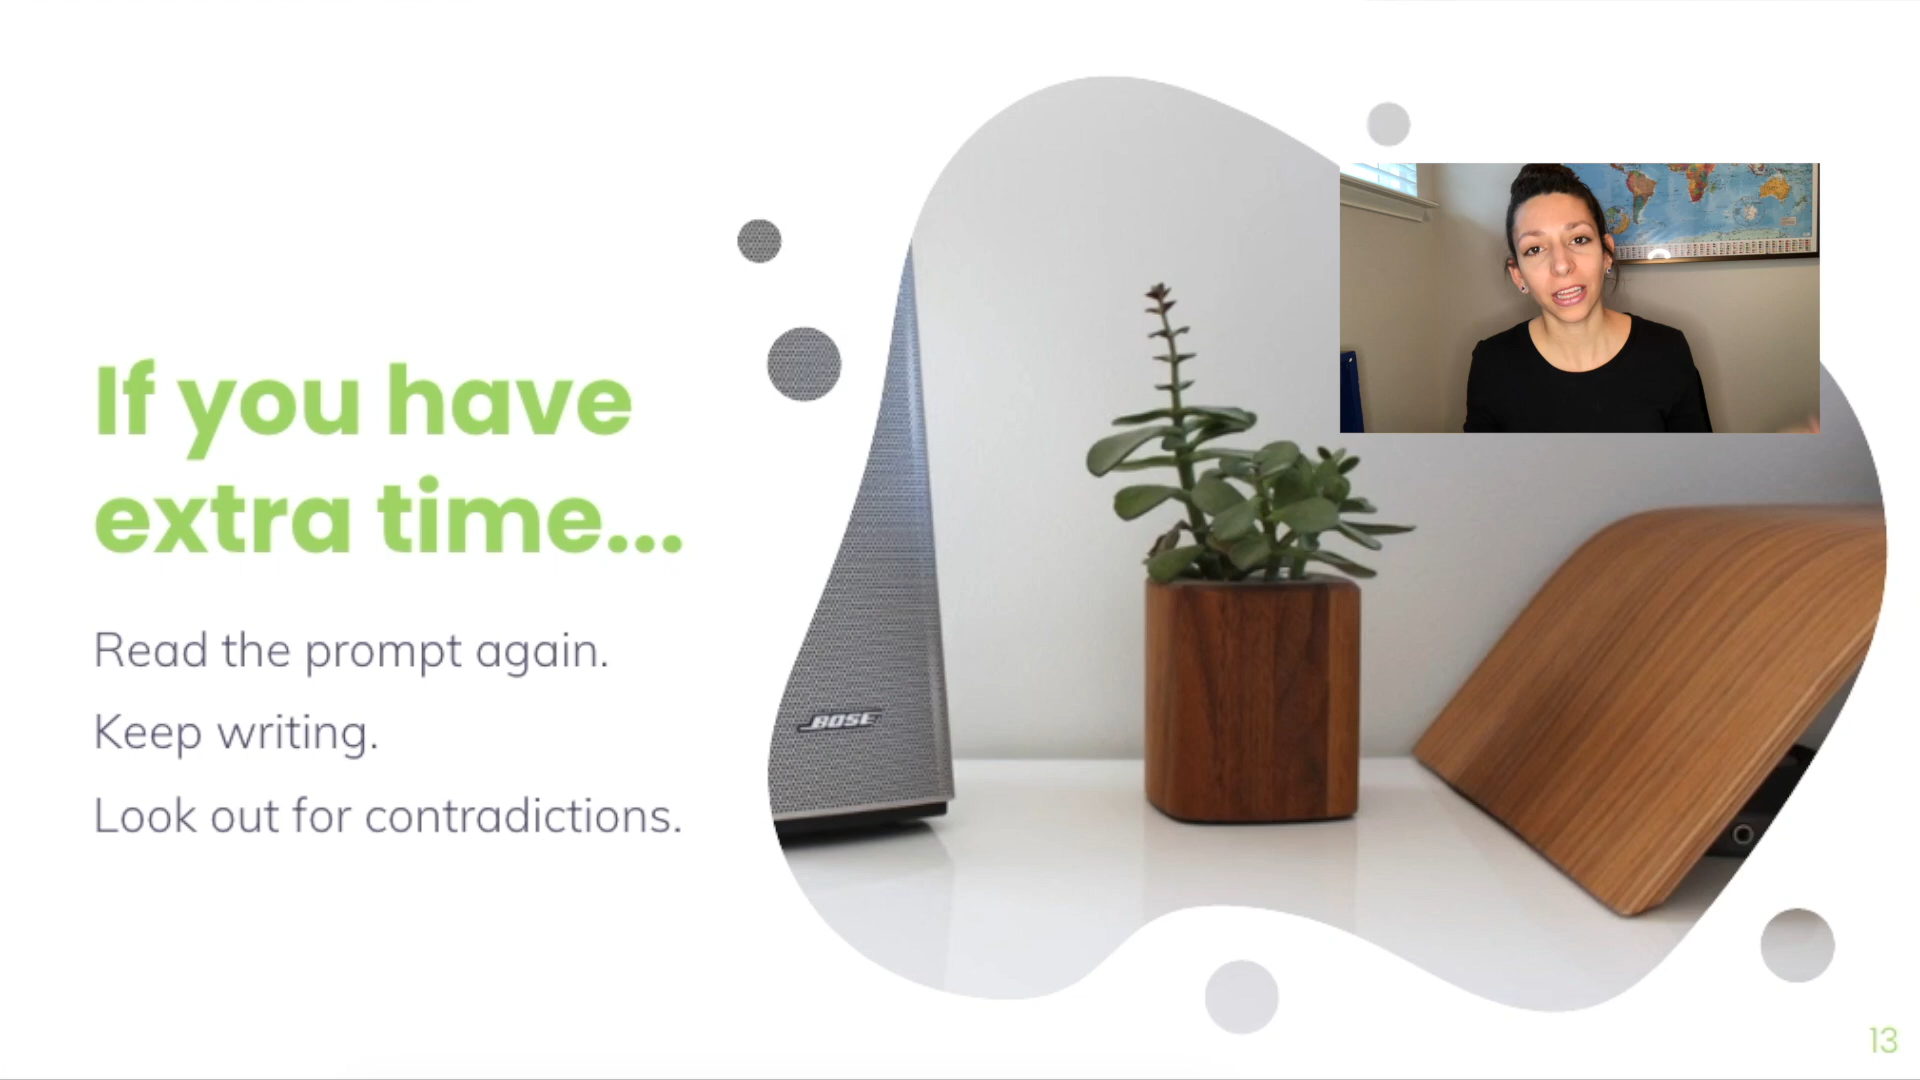 If you have
extra time...
Read the prompt again.
Keep writing.
Look out for contradictions.
BOSE
13